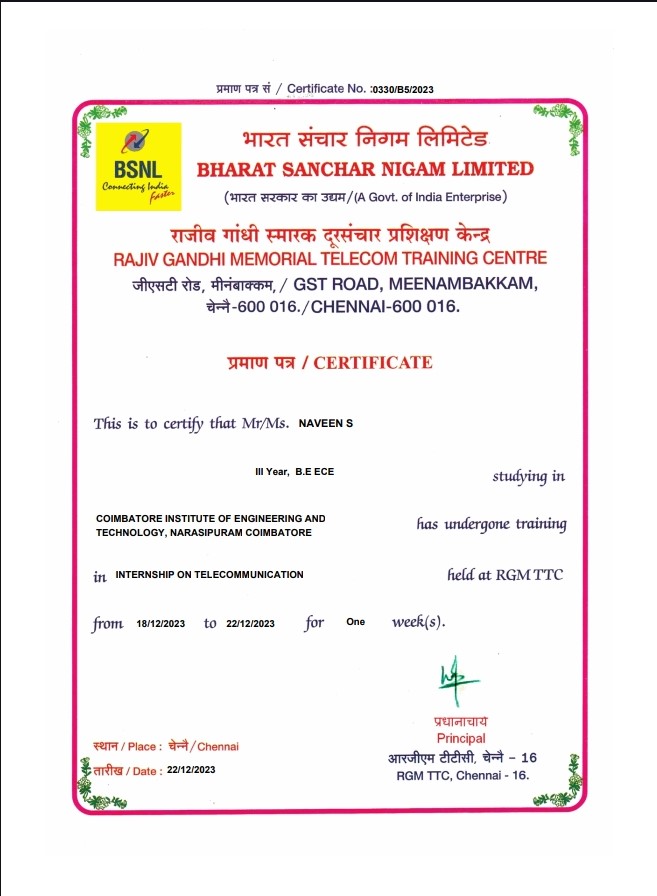 प्रमाण पत्र सं / Certificate No. :0330/B5/2023
BSNL
Connecting India
Faster
भारत संचार निगम लिमिटेड
BHARAT SANCHAR NIGAM LIMITED
(भारत सरकार का उद्यम/(A Govt. of India Enterprise)
राजीव गांधी स्मारक दूरसंचार प्रशिक्षण केन्द्र
RAJIV GANDHI MEMORIAL TELECOM TRAINING CENTRE
जीएसटी रोड, मीनंबाक्कम, / GST ROAD, MEENAMBAKKAM,
चेन्नै-600 016./CHENNAI-600 016.
प्रमाण पत्र / CERTIFICATE
This is to certify that Mr/Ms. NAVEEN S
III Year, B.E ECE studying in
COIMBATORE INSTITUTE OF ENGINEERING AND
TECHNOLOGY, NARASIPURAM COIMBATORE has undergone training
in INTERNSHIP ON TELECOMMUNICATION held at RGM TTC
from 18/12/2023 to 22/12/2023 for One week(s).
प्रधानाचार्य
Principal
आरजीएम टीटीसी, चेन्नै - 16
RGM TTC, Chennai - 16.
स्थान / Place : चेन्नै/Chennai
तारीख / Date : 22/12/2023